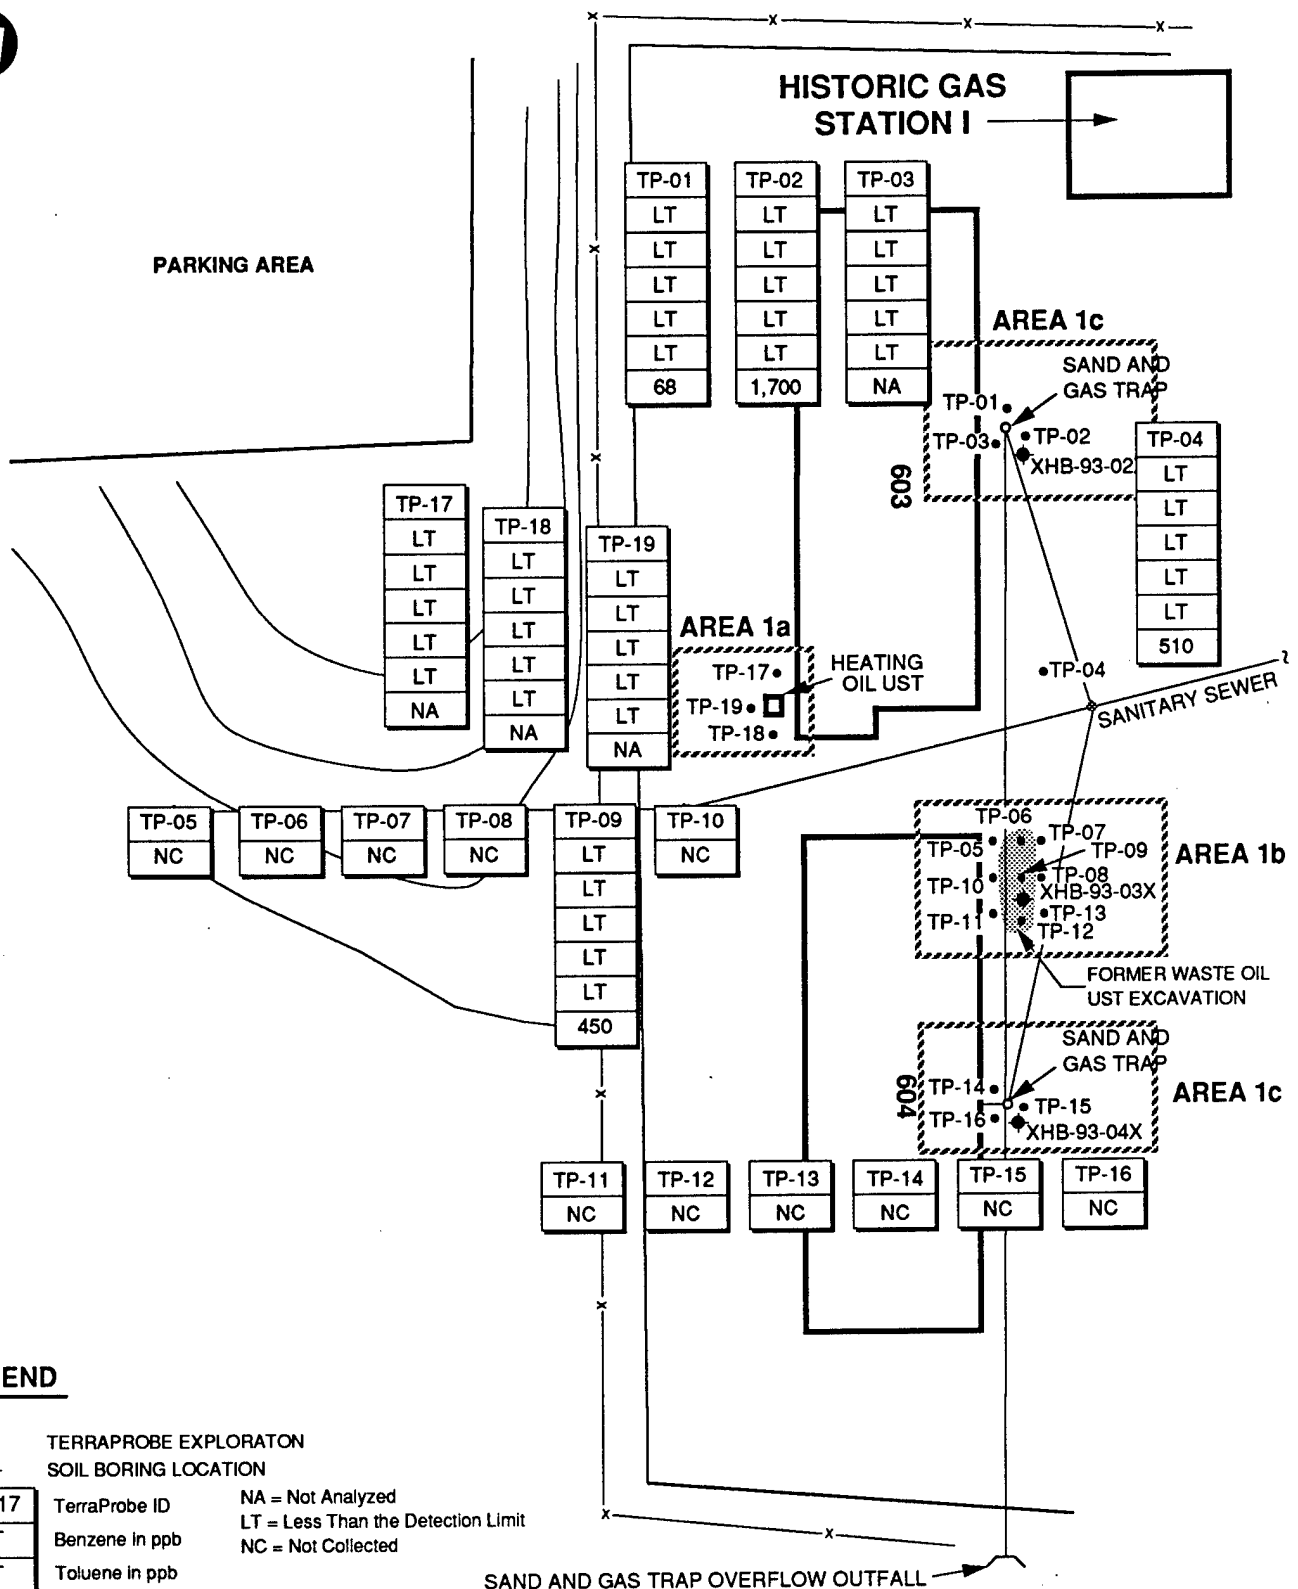 HISTORIC GAS
STATION I
PARKING AREA
TP-01
LT
LT
LT
LT
LT
68
TP-02
LT
LT
LT
LT
LT
1,700
TP-03
LT
LT
LT
LT
LT
NA
AREA 1c
SAND AND
GAS TRAP
TP-01
TP-03
TP-02
XHB-93-02
603
TP-04
LT
LT
LT
LT
LT
510
TP-17
LT
LT
LT
LT
LT
NA
TP-18
LT
LT
LT
LT
LT
NA
TP-19
LT
LT
LT
LT
LT
NA
AREA 1a
TP-17
TP-19
TP-18
HEATING
OIL UST
TP-04
SANITARY SEWER
TP-05
NC
TP-06
NC
TP-07
NC
TP-08
NC
TP-09
LT
LT
LT
LT
LT
450
TP-10
NC
TP-06
TP-05
TP-07
TP-09
TP-10
TP-08
XHB-93-03X
TP-11
TP-13
TP-12
AREA 1b
FORMER WASTE OIL
UST EXCAVATION
SAND AND
GAS TRAP
604
TP-14
TP-16
TP-15
XHB-93-04X
AREA 1c
TP-11
NC
TP-12
NC
TP-13
NC
TP-14
NC
TP-15
NC
TP-16
NC
END
TERRAPROBE EXPLORATON
SOIL BORING LOCATION
17
TerraProbe ID
Benzene in ppb
Toluene in ppb
NA = Not Analyzed
LT = Less Than the Detection Limit
NC = Not Collected
SAND AND GAS TRAP OVERFLOW OUTFALL